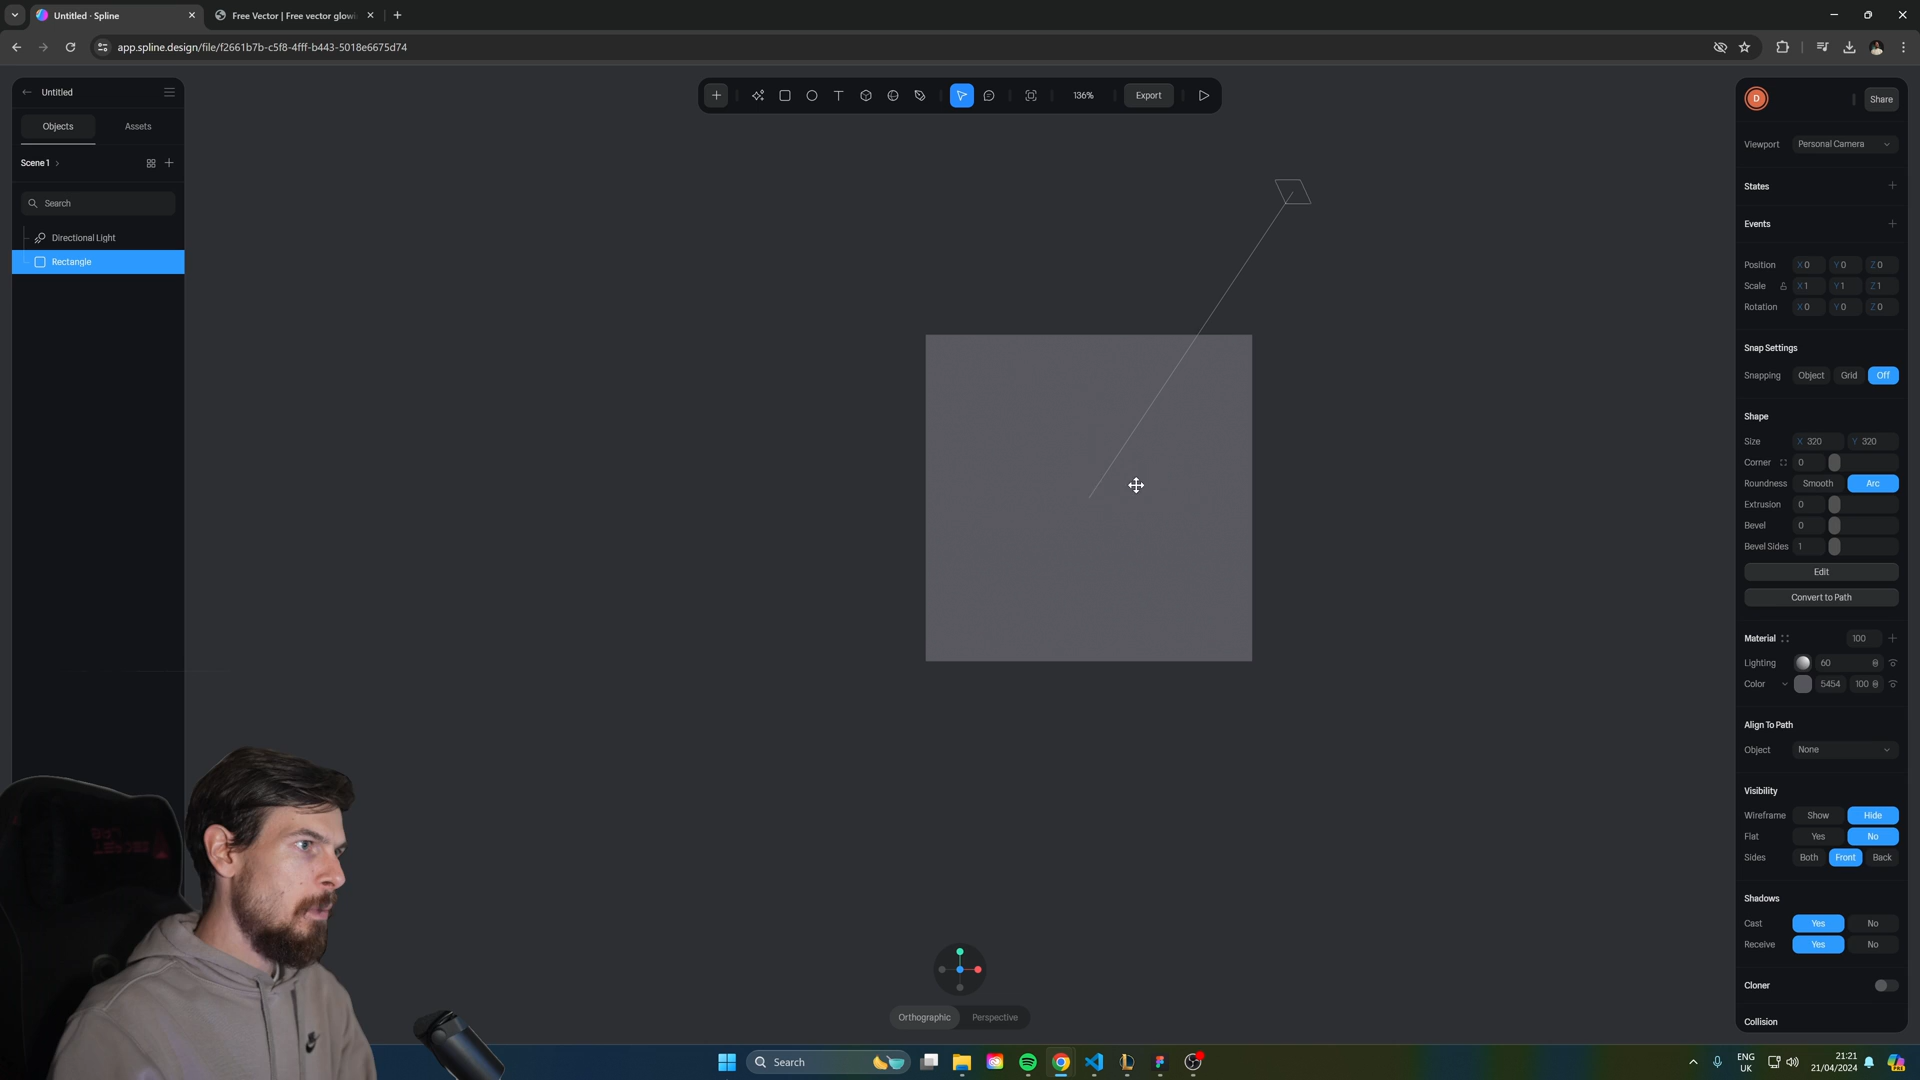 Untitled - Spline
Free Vector | Free vector glowi
app.spline.design/file/f2661b7b-c5f8-4fff-b443-5018e6675d74
Untitled
136%
Export
D
Share
Objects
Assets
Viewport
Personal Camera
Scene 1
States
Search
Events
Directional Light
Rectangle
Position X 0 Y 0 Z 0
Scale X 1 Y 1 Z 1
Rotation X 0 Y 0 Z 0
Snap Settings
Snapping Object Grid Off
Shape
Size X 320 Y 320
Corner 0
Roundness Smooth Arc
Extrusion 0
Bevel 0
Bevel Sides 1
Edit
Convert to Path
Material 100
Lighting 60
Color 5454 100
Align To Path
Object None
Visibility
Wireframe Show Hide
Flat Yes No
Sides Both Front Back
Shadows
Cast Yes No
Receive Yes No
Cloner
Collision
Orthographic
Perspective
Search
ENG
UK
21:21
21/04/2024